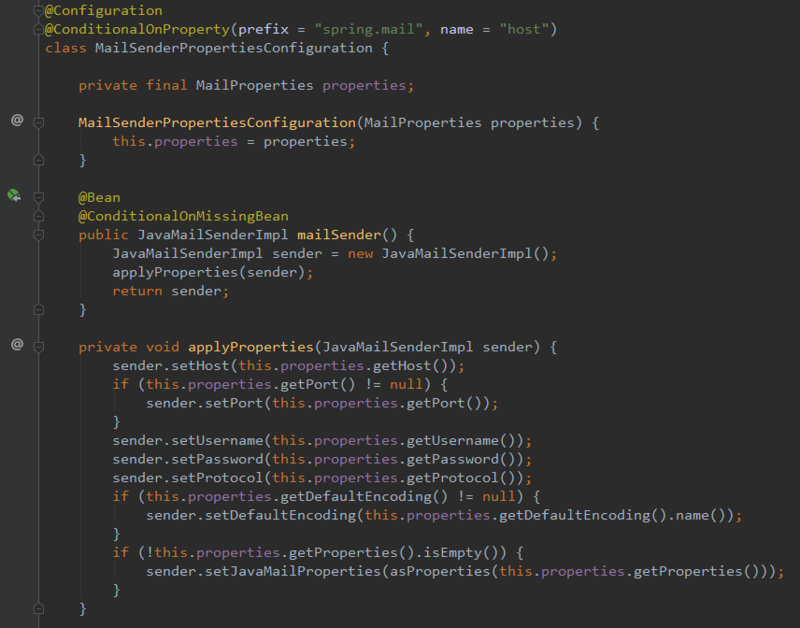 @Configuration
@ConditionalOnProperty(prefix = "spring.mail", name = "host")
class MailSenderPropertiesConfiguration {
private final MailProperties properties;
@
MailSenderPropertiesConfiguration(MailProperties properties) {
this.properties = properties;
}
@Bean
@ConditionalOnMissingBean
public JavaMailSenderImpl mailSender() {
JavaMailSenderImpl sender = new JavaMailSenderImpl();
applyProperties(sender);
return sender;
}
@
private void applyProperties(JavaMailSenderImpl sender) {
sender.setHost(this.properties.getHost());
if (this.properties.getPort() != null) {
sender.setPort(this.properties.getPort());
}
sender.setUsername(this.properties.getUsername());
sender.setPassword(this.properties.getPassword());
sender.setProtocol(this.properties.getProtocol());
if (this.properties.getDefaultEncoding() != null) {
sender.setDefaultEncoding(this.properties.getDefaultEncoding().name());
}
if (!this.properties.getProperties().isEmpty()) {
sender.setJavaMailProperties(asProperties(this.properties.getProperties()));
}
}